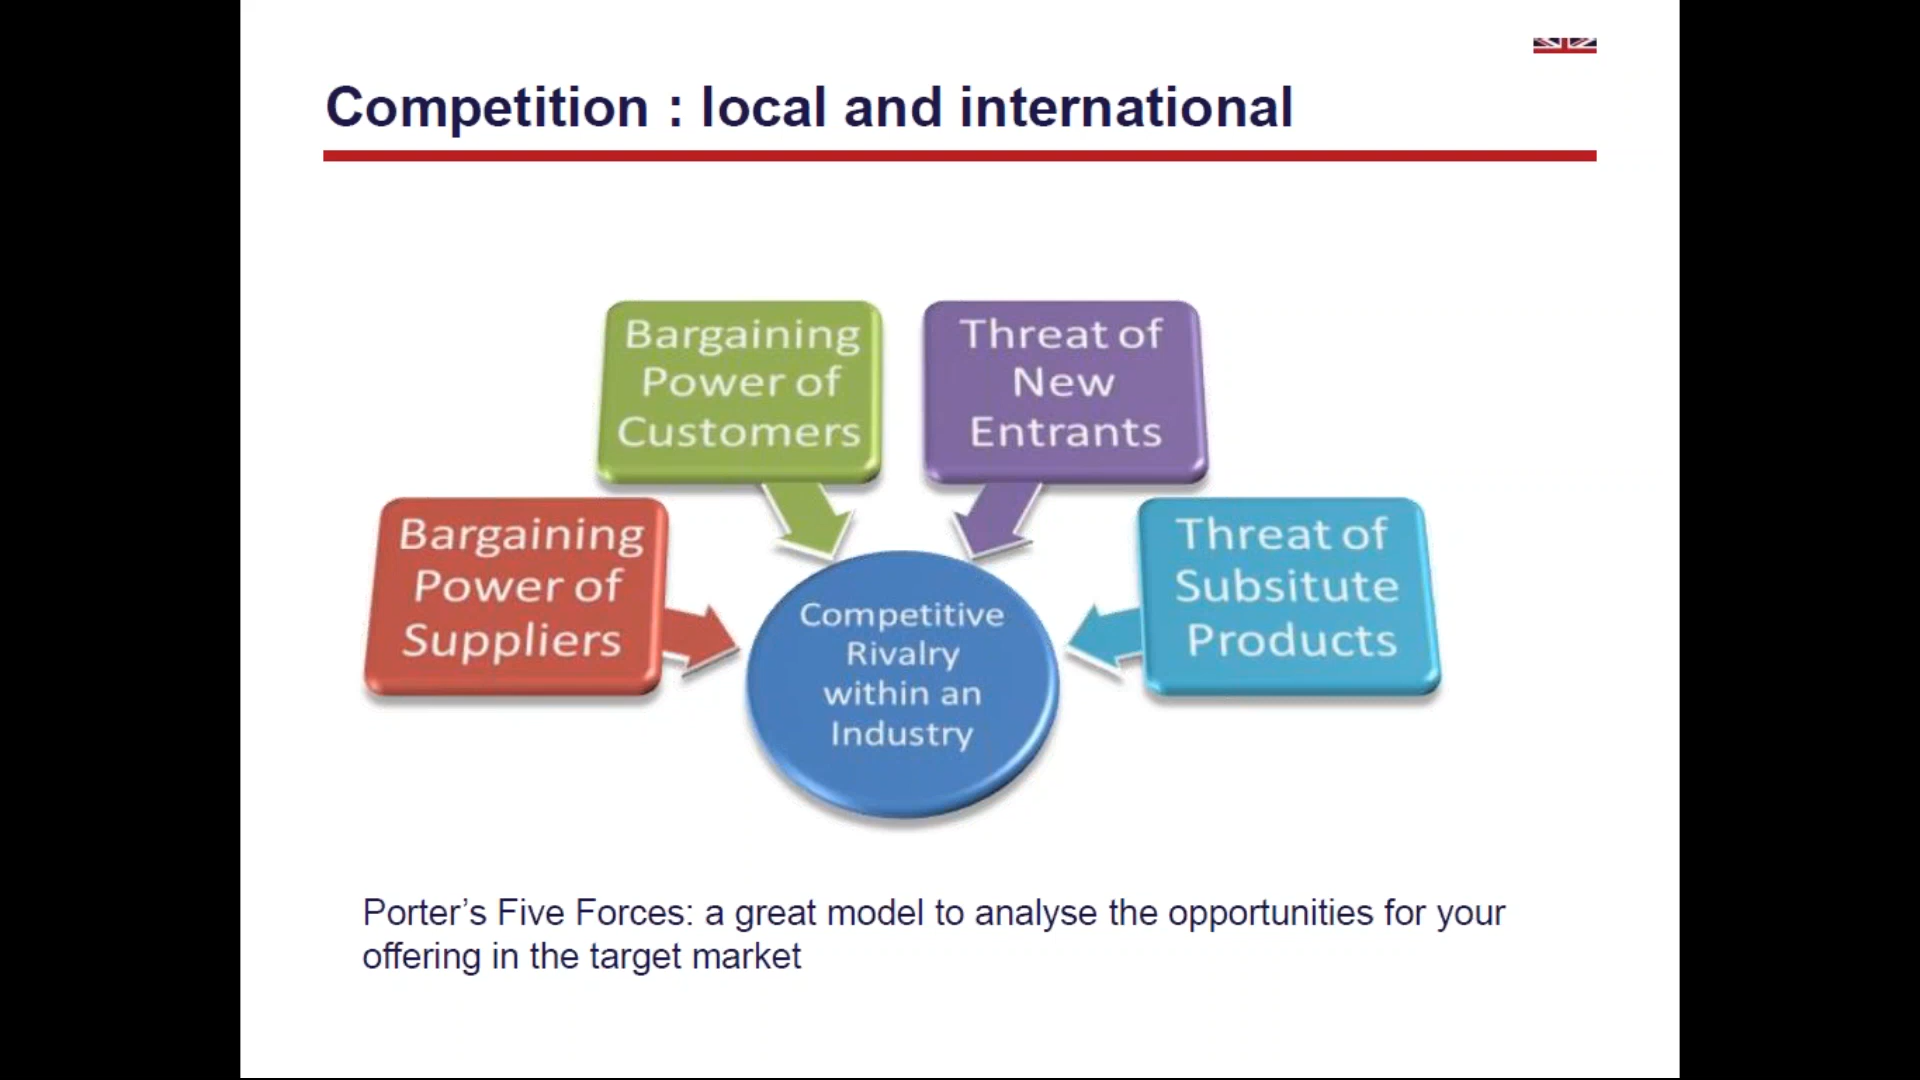 Competition : local and international
Bargaining
Power of
Customers
Threat of
New
Entrants
Bargaining
Power of
Suppliers
Threat of
Subsitute
Products
Competitive
Rivalry
within an
Industry
Porter’s Five Forces: a great model to analyse the opportunities for your
offering in the target market